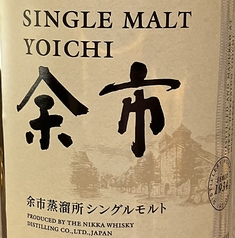 SINGLE MALT
YOICHI
余市
余市蒸溜所シングルモルト
PRODUCED BY THE NIKKA WHISKY
DISTILLING CO.,LTD.,JAPAN